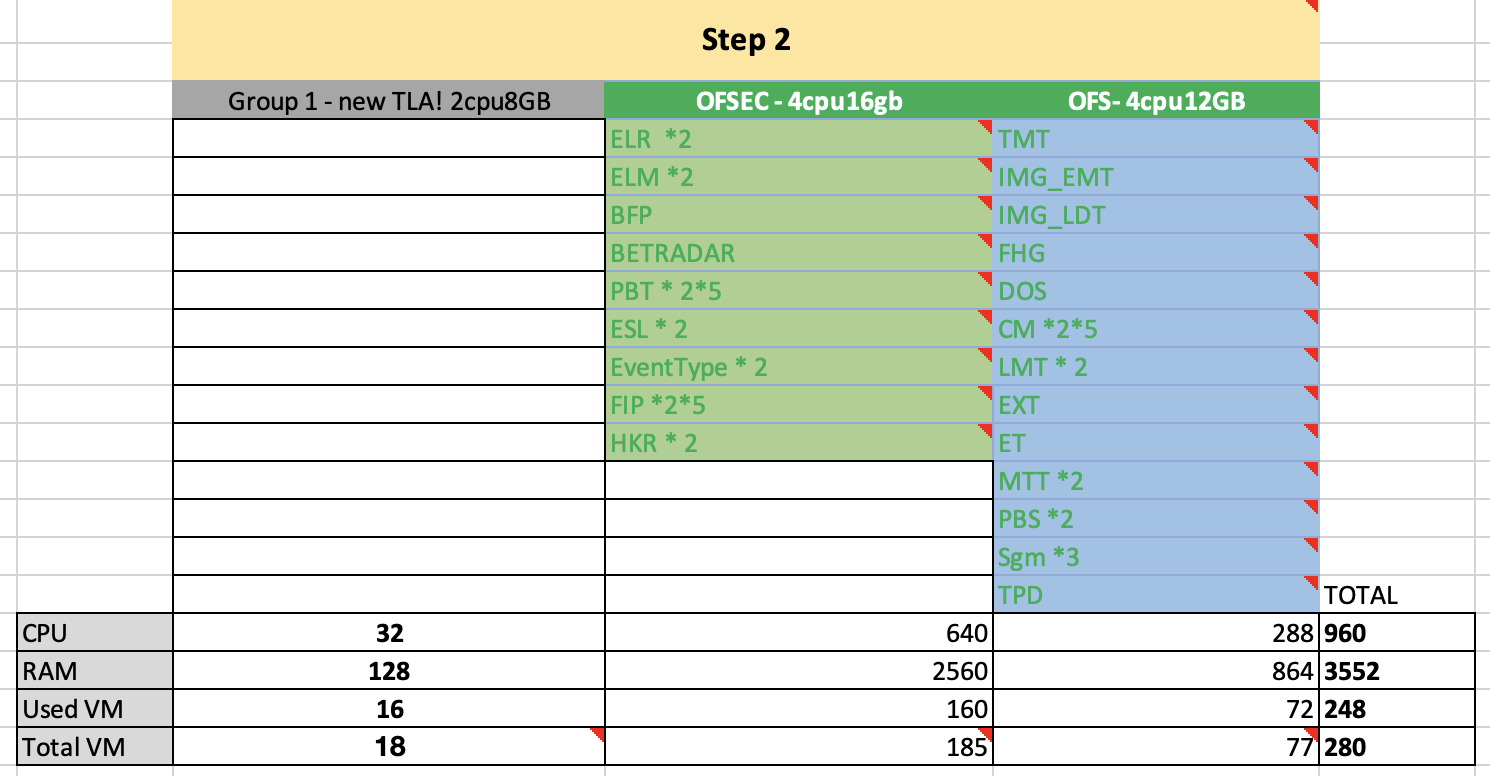 Step 2
Group 1 - new TLA! 2cpu8GB OFSEC - 4cpu16gb OFS- 4cpu12GB
ELR *2 TMT
ELM *2 IMG_EMT
BFP IMG_LDT
BETRADAR FHG
PBT * 2*5 DOS
ESL * 2 CM *2*5
EventType * 2 LMT * 2
FIP *2*5 EXT
HKR * 2 ET
MTT *2
PBS *2
Sgm *3
TPD TOTAL
CPU 32 640 288 960
RAM 128 2560 864 3552
Used VM 16 160 72 248
Total VM 18 185 77 280